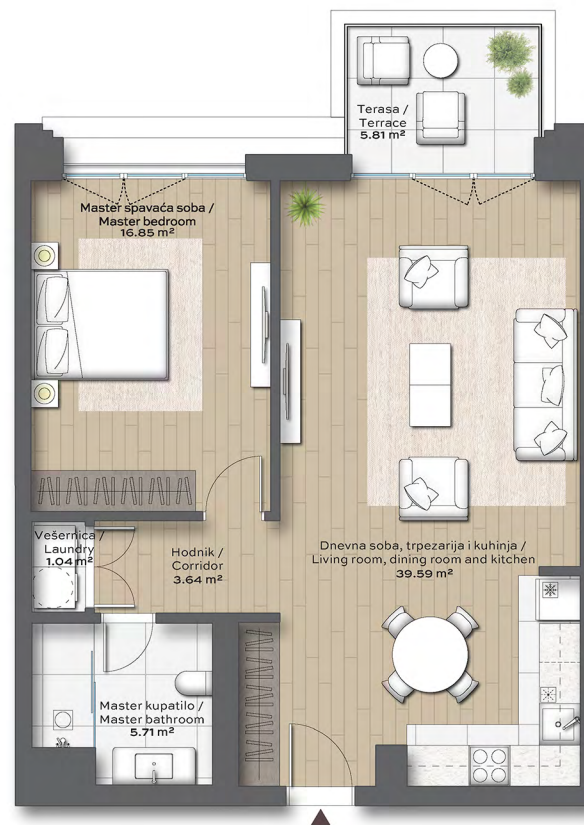 Terasa /
Terrace
5.81 m²
Master spavaća soba /
Master bedroom
16.85 m²
Vešernica /
Laundry
1.04 m²
Hodnik /
Corridor
3.64 m²
Dnevna soba, trpezarija i kuhinja /
Living room, dining room and kitchen
39.59 m²
Master kupatilo /
Master bathroom
5.71 m²